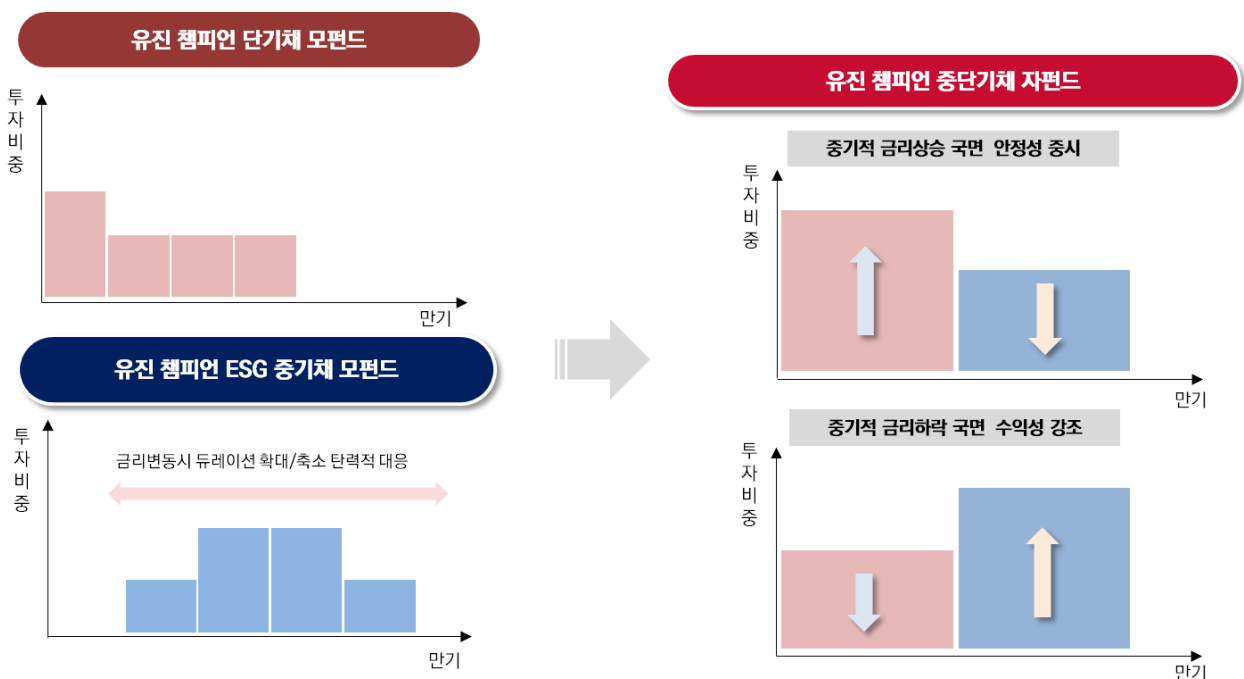 유진 챔피언 단기채 모펀드
투자비중
만기
유진 챔피언 ESG 중기채 모펀드
투자비중
금리변동시 듀레이션 확대/축소 탄력적 대응
만기
유진 챔피언 중단기채 자펀드
중기적 금리상승 국면 안정성 중시
투자비중
만기
중기적 금리하락 국면 수익성 강조
투자비중
만기